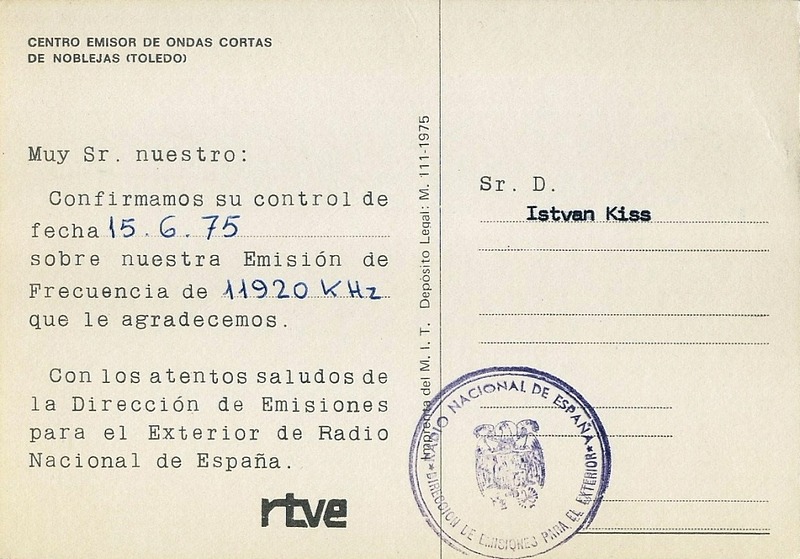 CENTRO EMISOR DE ONDAS CORTAS
DE NOBLEJAS (TOLEDO)
Muy Sr. nuestro:
Confirmamos su control de
fecha 15.6.75
sobre nuestra Emisión de
Frecuencia de 11920 KHz
que le agradecemos.
Con los atentos saludos de
la Dirección de Emisiones
para el Exterior de Radio
Nacional de España.
rtve
Imprenta del M. I. T. Depósito Legal: M. 111-1975
Sr. D.
Istvan Kiss
RADIO NACIONAL DE ESPAÑA
DIRECCION DE EMISIONES PARA EL EXTERIOR